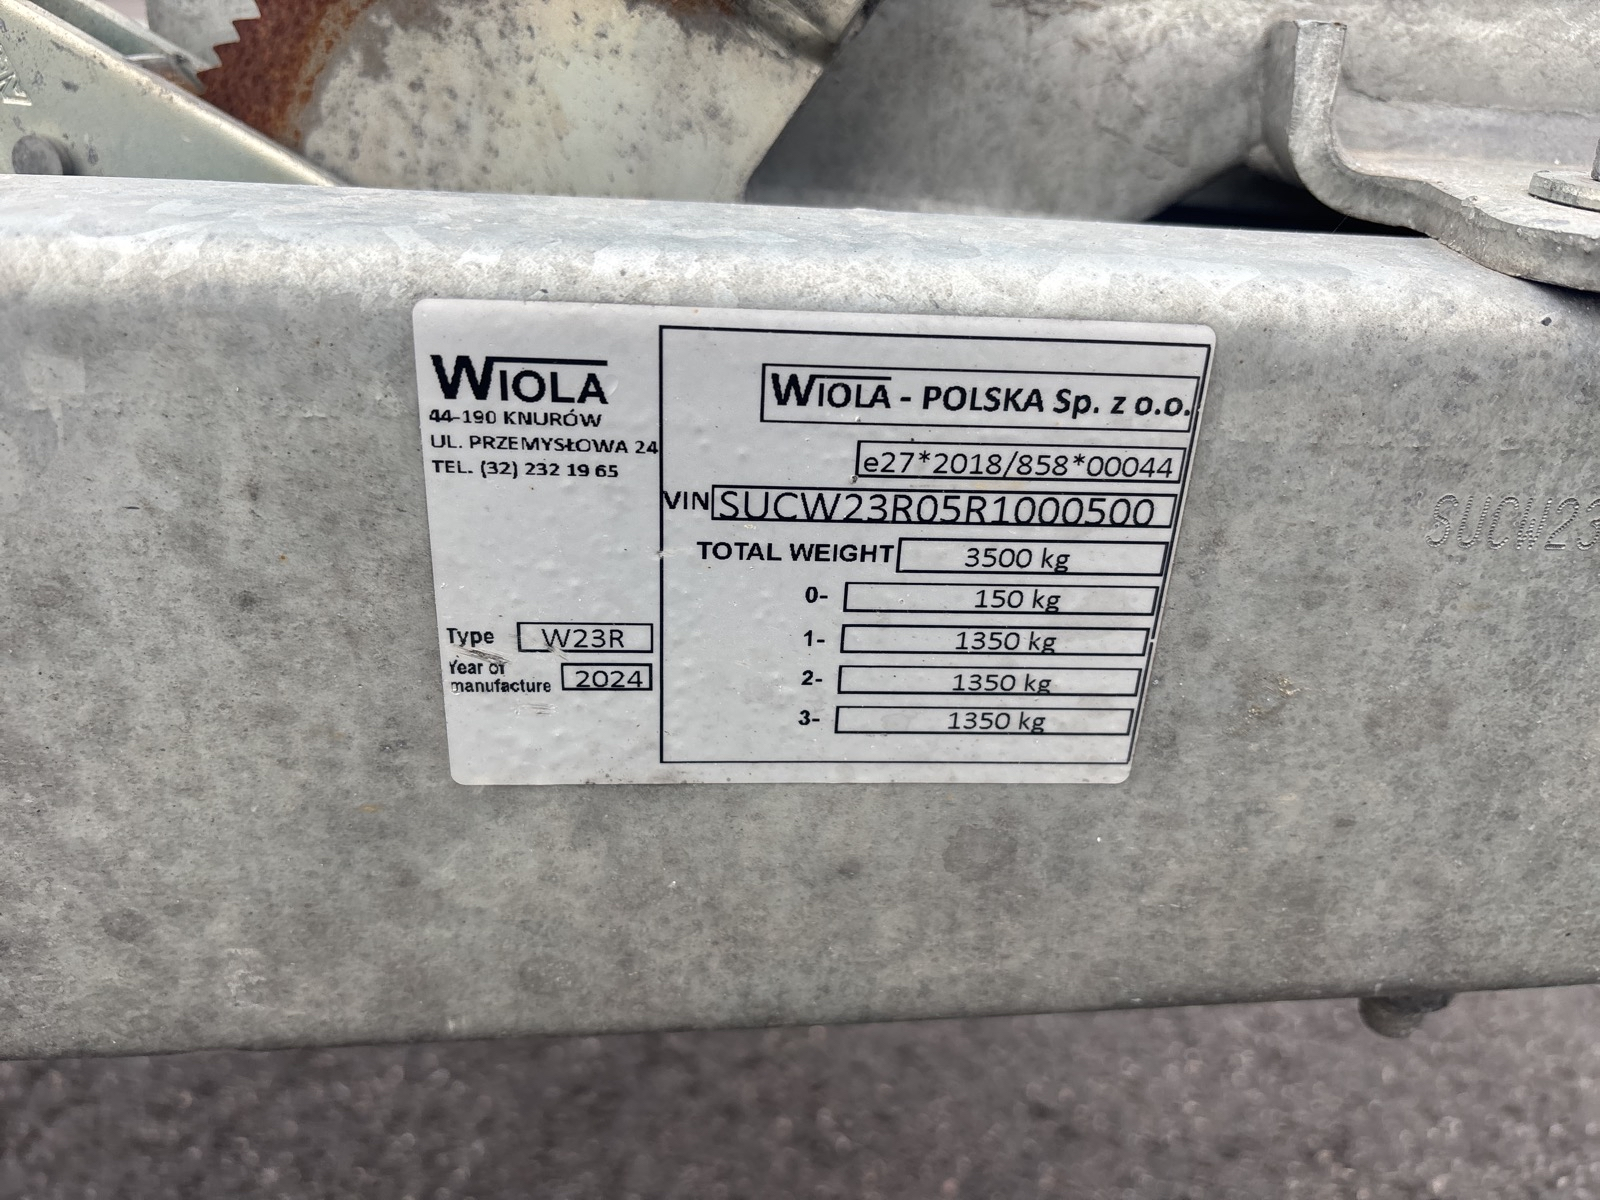 WIOLA
44-190 KNURÓW
UL. PRZEMYSŁOWA 24
TEL. (32) 232 19 65
Type W23R
Year of
manufacture 2024
WIOLA - POLSKA Sp. z o.o.
e27*2018/858*00044
VIN SUCW23R05R1000500
TOTAL WEIGHT 3500 kg
0- 150 kg
1- 1350 kg
2- 1350 kg
3- 1350 kg
SUCW23